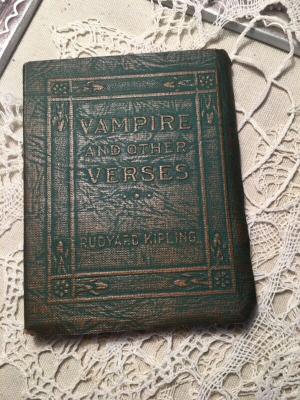 VAMPIRE
AND OTHER
VERSES
RUDYARD KIPLING